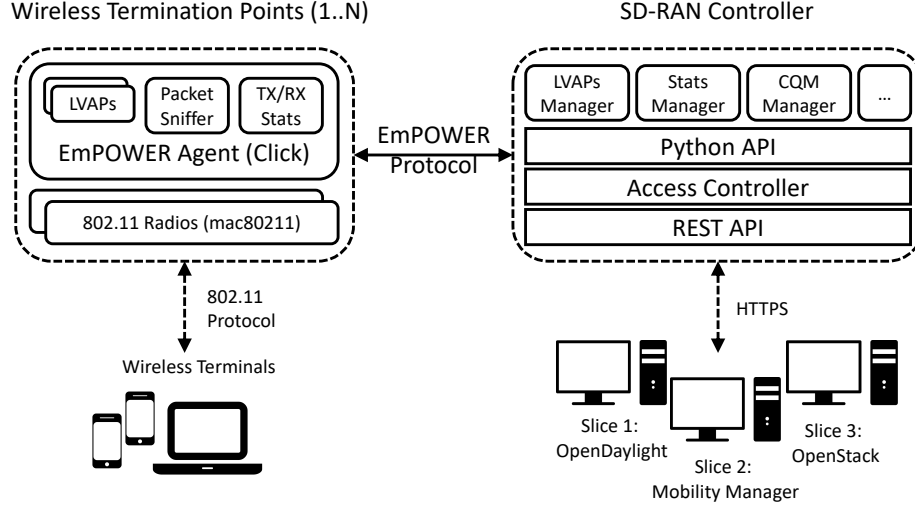 Wireless Termination Points (1..N)
LVAPs
Packet
Sniffer
TX/RX
Stats
EmPOWER Agent (Click)
802.11 Radios (mac80211)
802.11
Protocol
Wireless Terminals
EmPOWER
Protocol
SD-RAN Controller
LVAPs
Manager
Stats
Manager
CQM
Manager
...
Python API
Access Controller
REST API
HTTPS
Slice 1:
OpenDaylight
Slice 2:
Mobility Manager
Slice 3:
OpenStack